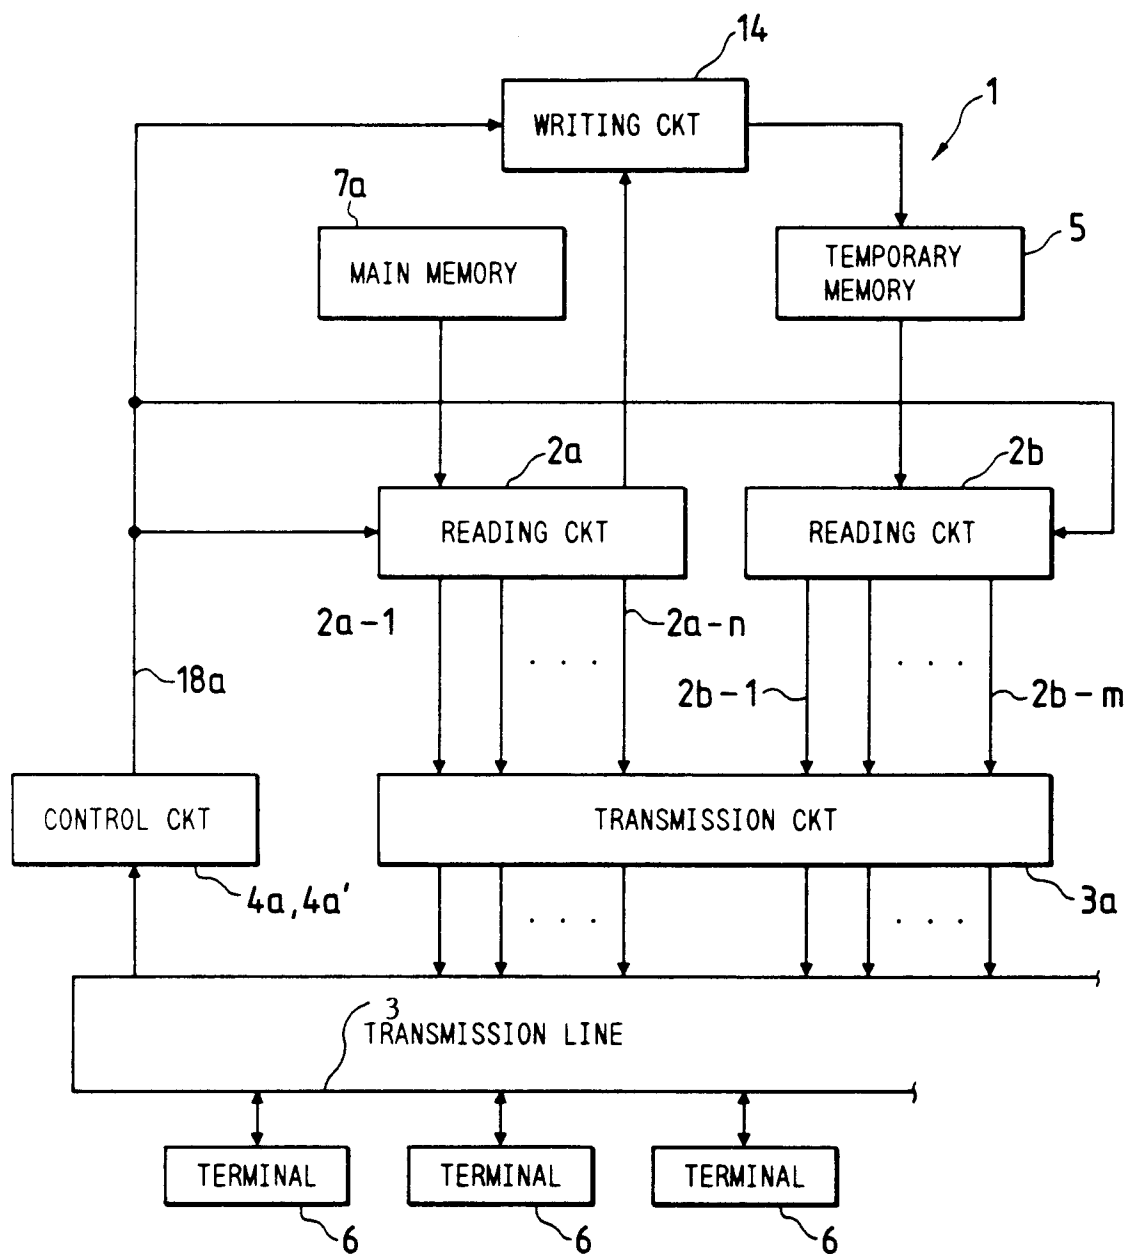 14
WRITING CKT
1
7a
MAIN MEMORY
5
TEMPORARY
MEMORY
2a
2b
READING CKT
READING CKT
2a-1
2a-n
. . .
. . .
18a
2b-1
2b-m
CONTROL CKT
TRANSMISSION CKT
4a, 4a'
3a
. . .
. . .
3
TRANSMISSION LINE
TERMINAL
TERMINAL
TERMINAL
6
6
6